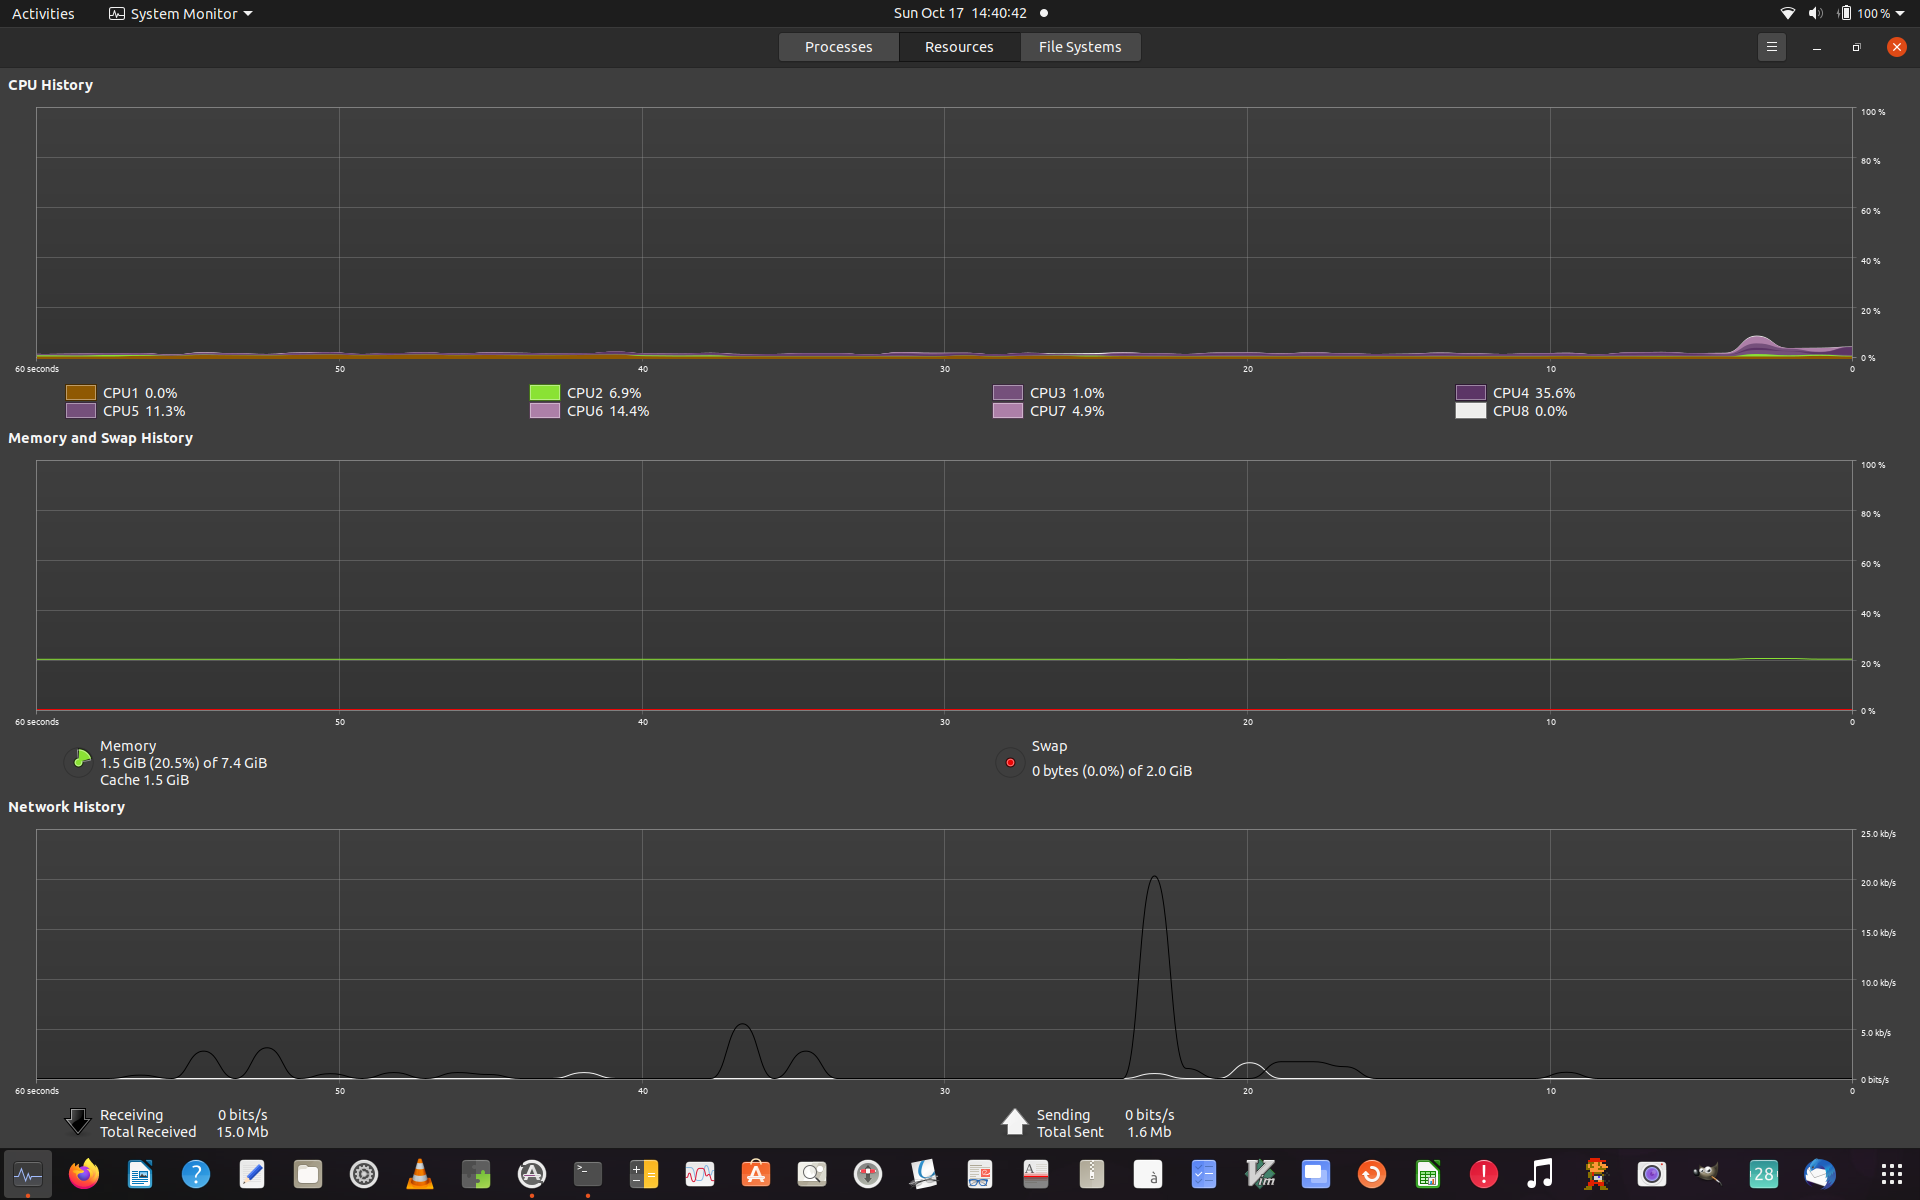 Activities System Monitor Sun Oct 17 14:40:42 100 %
Processes Resources File Systems
CPU History
100 %
80 %
60 %
40 %
20 %
0 %
60 seconds 50 40 30 20 10 0
CPU1 0.0% CPU2 6.9% CPU3 1.0% CPU4 35.6%
CPU5 11.3% CPU6 14.4% CPU7 4.9% CPU8 0.0%
Memory and Swap History
100 %
80 %
60 %
40 %
20 %
0 %
60 seconds 50 40 30 20 10 0
Memory
1.5 GiB (20.5%) of 7.4 GiB
Cache 1.5 GiB
Swap
0 bytes (0.0%) of 2.0 GiB
Network History
25.0 kb/s
20.0 kb/s
15.0 kb/s
10.0 kb/s
5.0 kb/s
0 bits/s
60 seconds 50 40 30 20 10 0
Receiving 0 bits/s
Total Received 15.0 Mb
Sending 0 bits/s
Total Sent 1.6 Mb
28